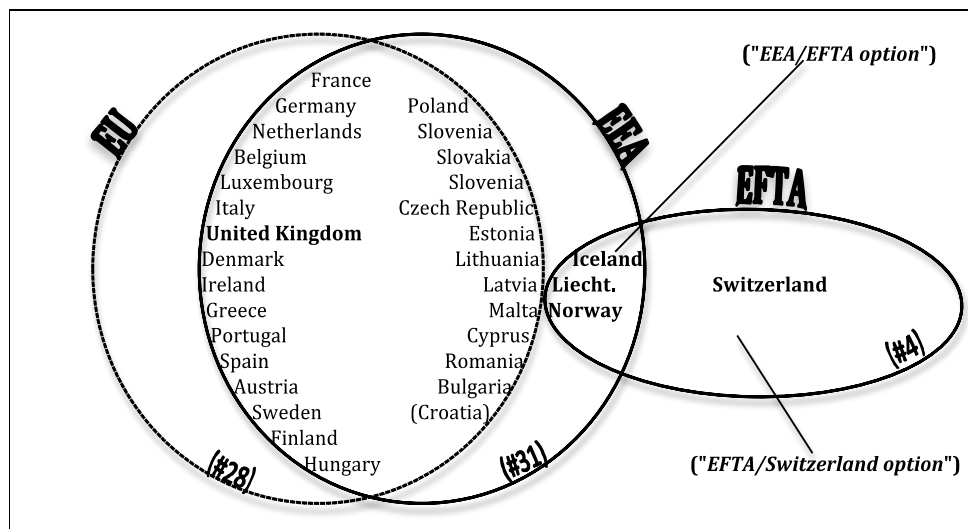 ("EEA/EFTA option")
EU
EEA
EFTA
France
Germany
Netherlands
Belgium
Luxembourg
Italy
United Kingdom
Denmark
Ireland
Greece
Portugal
Spain
Austria
Sweden
Finland
Hungary
Poland
Slovenia
Slovakia
Slovenia
Czech Republic
Estonia
Lithuania
Latvia
Malta
Cyprus
Romania
Bulgaria
(Croatia)
Iceland
Liecht.
Norway
Switzerland
(#28)
(#31)
(#4)
("EFTA/Switzerland option")